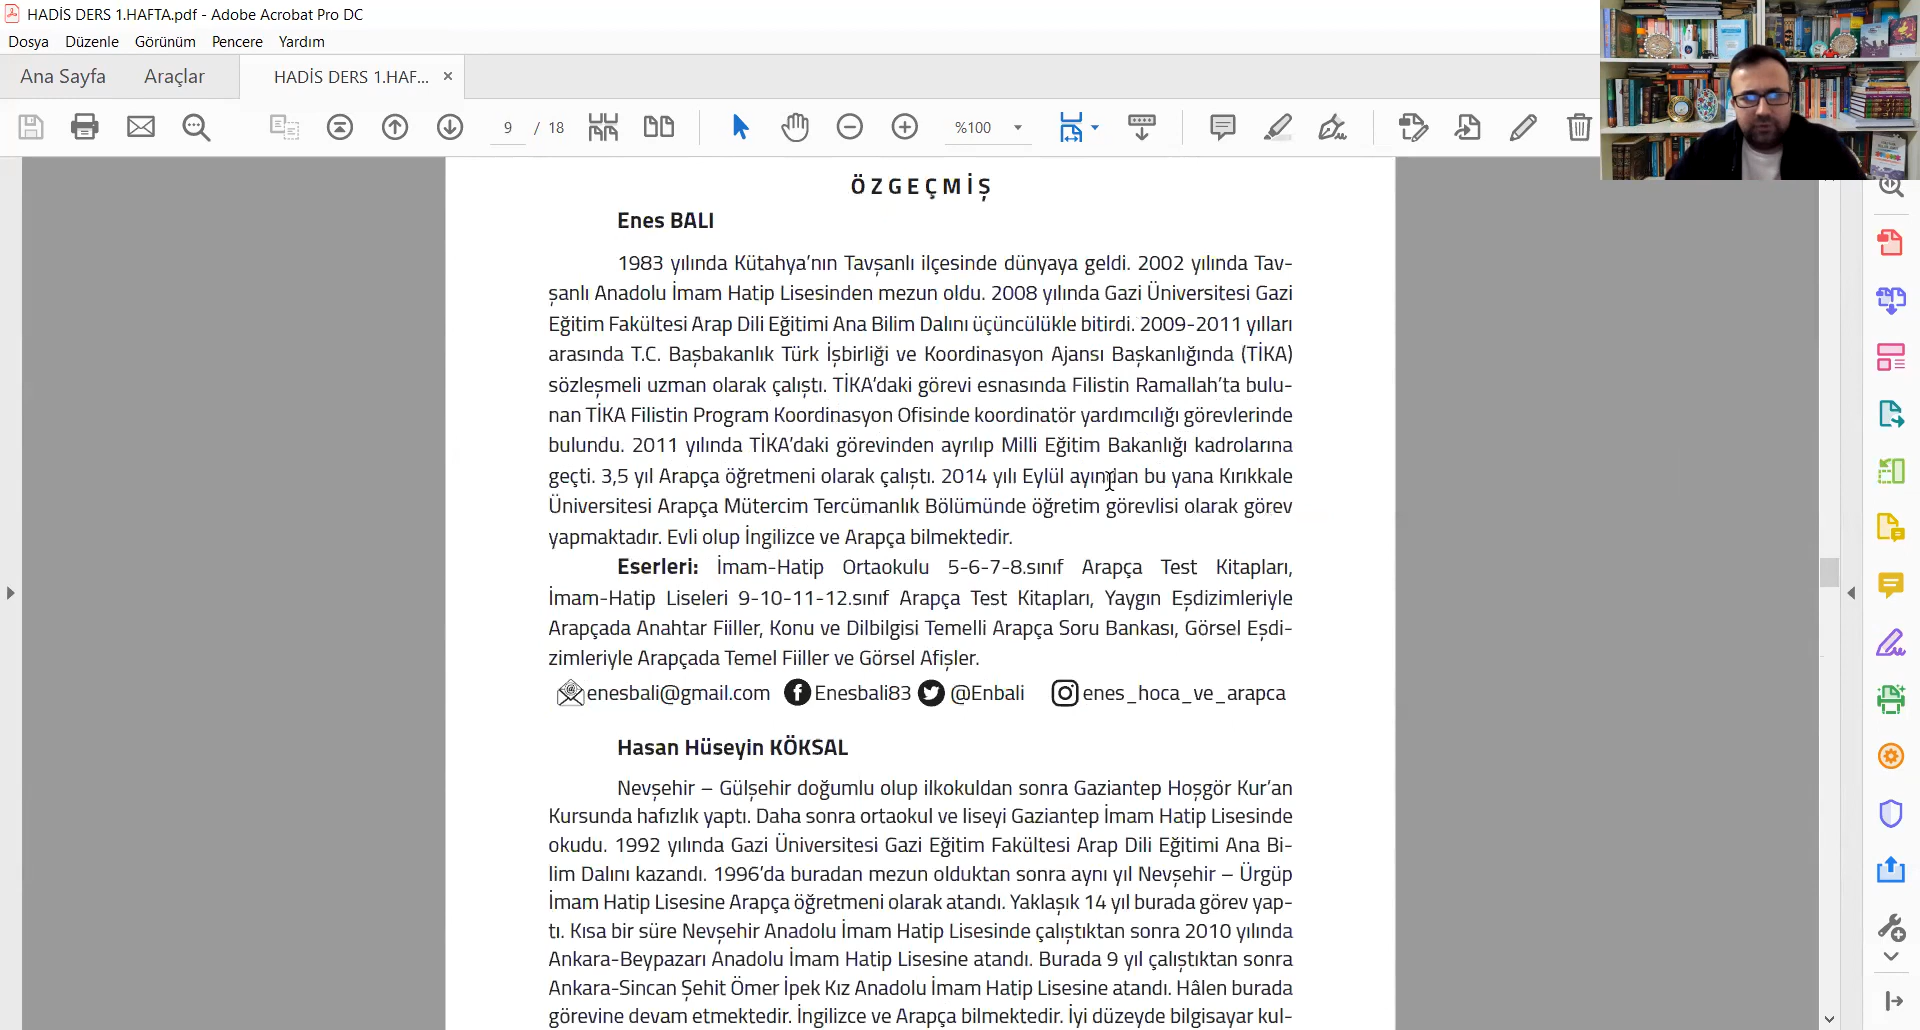 HADİS DERS 1.HAFTA.pdf - Adobe Acrobat Pro DC
Dosya Düzenle Görünüm Pencere Yardım
Ana Sayfa Araçlar HADİS DERS 1.HAF... ×
9 / 18 %100
ÖZGEÇMİŞ
Enes BALI
1983 yılında Kütahya’nın Tavşanlı ilçesinde dünyaya geldi. 2002 yılında Tav-
şanlı Anadolu İmam Hatip Lisesinden mezun oldu. 2008 yılında Gazi Üniversitesi Gazi
Eğitim Fakültesi Arap Dili Eğitimi Ana Bilim Dalını üçüncülükle bitirdi. 2009-2011 yılları
arasında T.C. Başbakanlık Türk İşbirliği ve Koordinasyon Ajansı Başkanlığında (TİKA)
sözleşmeli uzman olarak çalıştı. TİKA’daki görevi esnasında Filistin Ramallah’ta bulu-
nan TİKA Filistin Program Koordinasyon Ofisinde koordinatör yardımcılığı görevlerinde
bulundu. 2011 yılında TİKA’daki görevinden ayrılıp Milli Eğitim Bakanlığı kadrolarına
geçti. 3,5 yıl Arapça öğretmeni olarak çalıştı. 2014 yılı Eylül ayından bu yana Kırıkkale
Üniversitesi Arapça Mütercim Tercümanlık Bölümünde öğretim görevlisi olarak görev
yapmaktadır. Evli olup İngilizce ve Arapça bilmektedir.
Eserleri: İmam-Hatip Ortaokulu 5-6-7-8.sınıf Arapça Test Kitapları,
İmam-Hatip Liseleri 9-10-11-12.sınıf Arapça Test Kitapları, Yaygın Eşdizimleriyle
Arapçada Anahtar Fiiller, Konu ve Dilbilgisi Temelli Arapça Soru Bankası, Görsel Eşdi-
zimleriyle Arapçada Temel Fiiller ve Görsel Afişler.
enesbali@gmail.com Enesbali83 @Enbali enes_hoca_ve_arapca
Hasan Hüseyin KÖKSAL
Nevşehir – Gülşehir doğumlu olup ilkokuldan sonra Gaziantep Hoşgör Kur’an
Kursunda hafızlık yaptı. Daha sonra ortaokul ve liseyi Gaziantep İmam Hatip Lisesinde
okudu. 1992 yılında Gazi Üniversitesi Gazi Eğitim Fakültesi Arap Dili Eğitimi Ana Bi-
lim Dalını kazandı. 1996’da buradan mezun olduktan sonra aynı yıl Nevşehir – Ürgüp
İmam Hatip Lisesine Arapça öğretmeni olarak atandı. Yaklaşık 14 yıl burada görev yap-
tı. Kısa bir süre Nevşehir Anadolu İmam Hatip Lisesinde çalıştıktan sonra 2010 yılında
Ankara-Beypazarı Anadolu İmam Hatip Lisesine atandı. Burada 9 yıl çalıştıktan sonra
Ankara-Sincan Şehit Ömer İpek Kız Anadolu İmam Hatip Lisesine atandı. Hâlen burada
görevine devam etmektedir. İngilizce ve Arapça bilmektedir. İyi düzeyde bilgisayar kul-